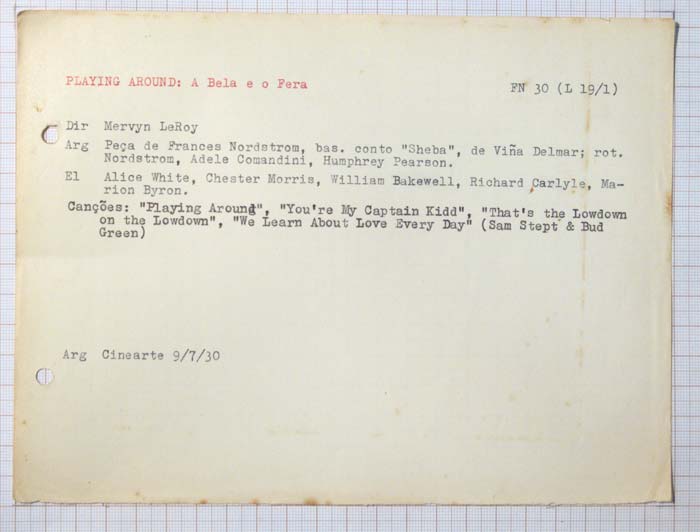 PLAYING AROUND: A Bela e o Fera
FN 30 (L 19/1)
Dir Mervyn LeRoy
Arg Peça de Frances Nordstrom, bas. conto "Sheba", de Viña Delmar; rot.
Nordstrom, Adele Comandini, Humphrey Pearson.
El Alice White, Chester Morris, William Bakewell, Richard Carlyle, Ma-
rion Byron.
Canções: "Playing Around", "You're My Captain Kidd", "That's the Lowdown
on the Lowdown", "We Learn About Love Every Day" (Sam Stept & Bud
Green)
Arg Cinearte 9/7/30